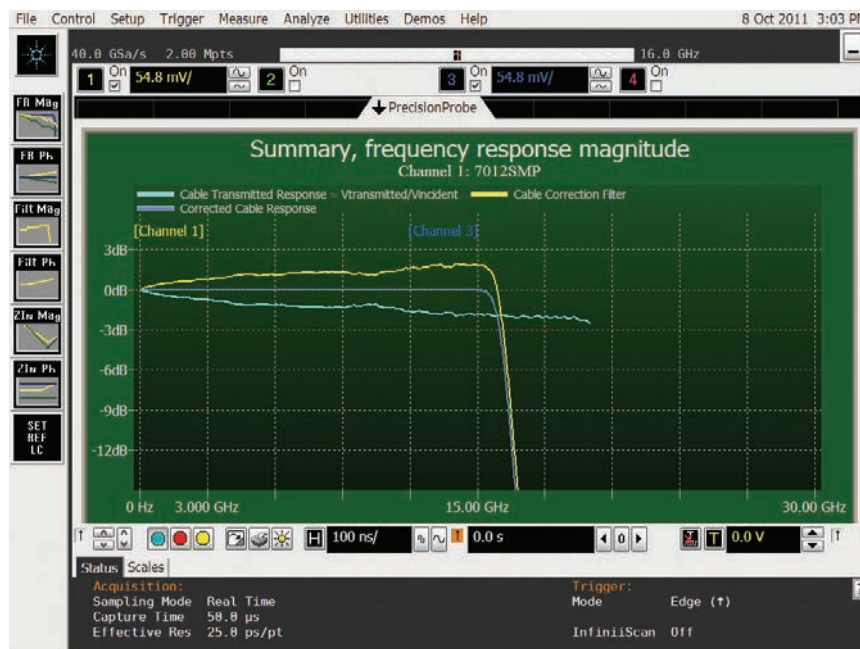 File Control Setup Trigger Measure Analyze Utilities Demos Help 8 Oct 2011 3:03 PM
40.0 GSa/s 2.00 Mpts 16.0 GHz
1 On 54.8 mV/ 2 On 3 On 54.8 mV/ 4 On
PrecisionProbe
FR Mag
FR Ph
Filt Mag
Filt Ph
ZIn Mag
ZIn Ph
SET
REF
LC
Summary, frequency response magnitude
Channel 1: 7012SMP
Cable Transmitted Response = Vtransmitted/Vincident Cable Correction Filter
Corrected Cable Response
[Channel 1] [Channel 3]
3dB
0dB
-3dB
-6dB
-9dB
-12dB
0 Hz 3.000 GHz 15.00 GHz 30.00 GHz
H 100 ns/ 0.0 s 0 T 0.0 V
Status Scales
Acquisition: Trigger:
Sampling Mode Real Time Mode Edge (↑)
Capture Time 50.0 µs
Effective Res 25.0 ps/pt InfiniiScan Off